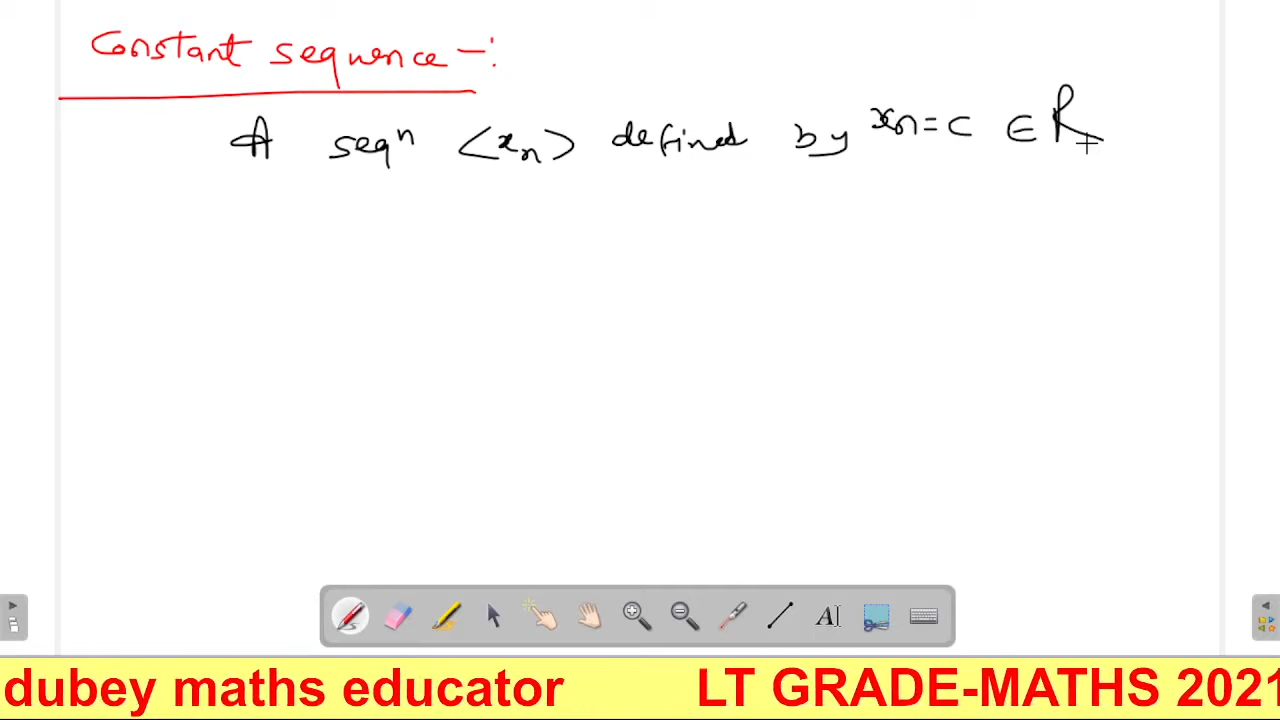 Constant sequence -:
A seqⁿ <xₙ> defined by xₙ = c ∈ R
dubey maths educator LT GRADE-MATHS 2021